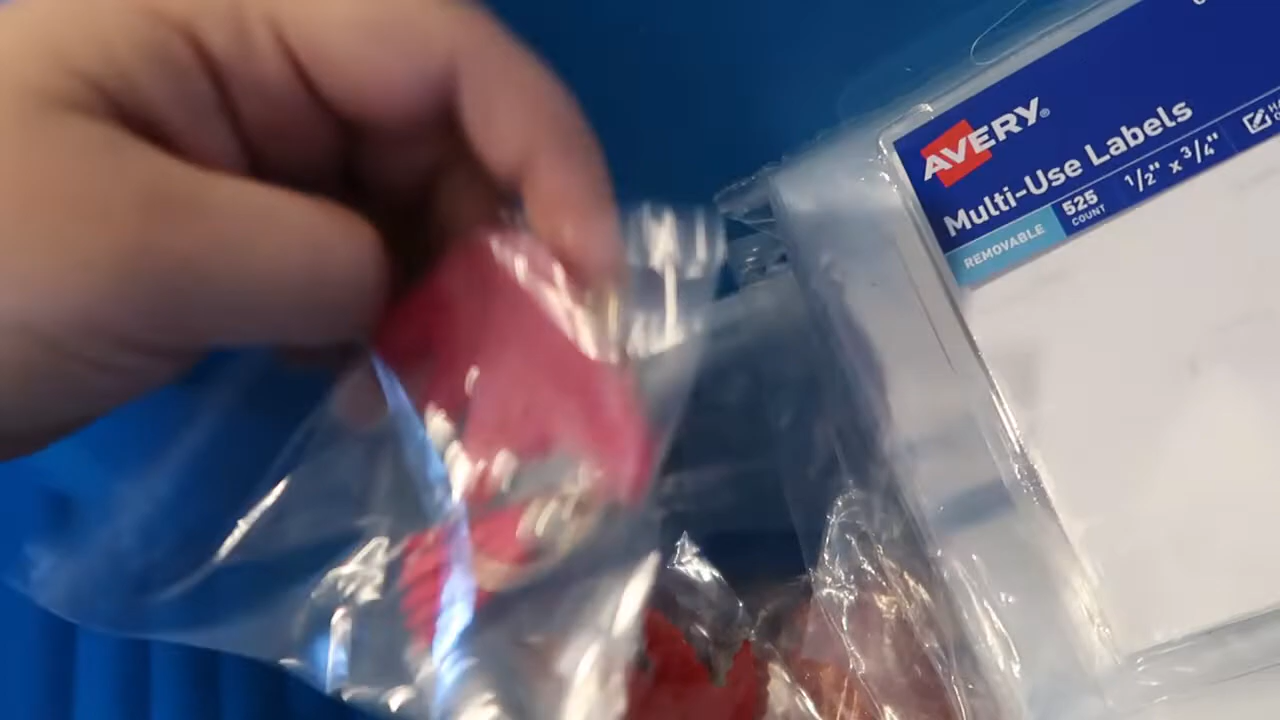 AVERY®
Multi-Use Labels
REMOVABLE
525
COUNT
1/2" x 3/4"